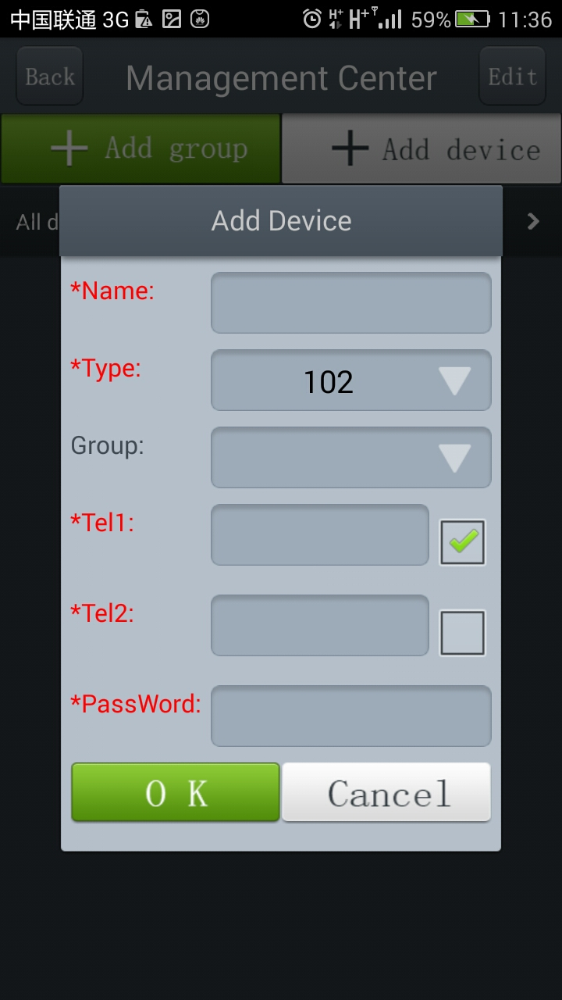 中国联通 3G 59% 11:36
Back Management Center Edit
Add group Add device
All d
Add Device
*Name:
*Type: 102
Group:
*Tel1:
*Tel2:
*PassWord:
O K Cancel